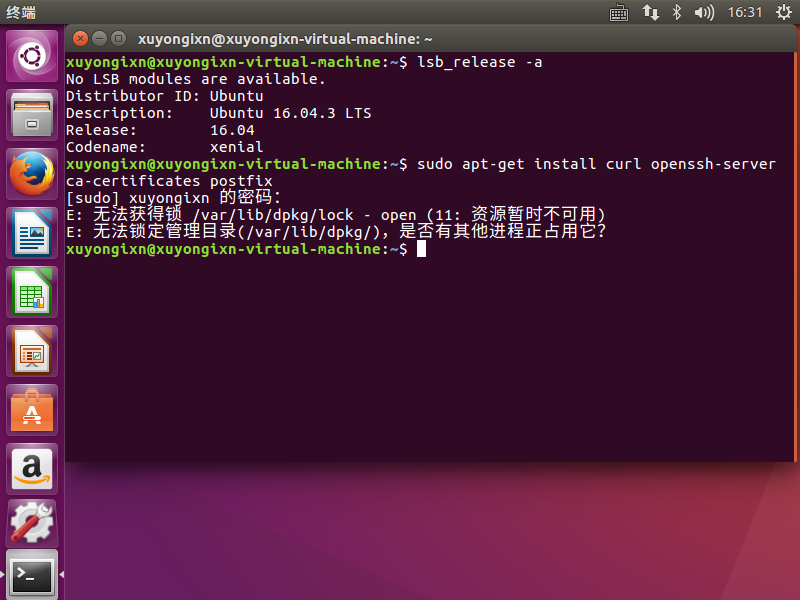 终端
16:31
xuyongixn@xuyongixn-virtual-machine: ~
xuyongixn@xuyongixn-virtual-machine:~$ lsb_release -a
No LSB modules are available.
Distributor ID: Ubuntu
Description:    Ubuntu 16.04.3 LTS
Release:        16.04
Codename:       xenial
xuyongixn@xuyongixn-virtual-machine:~$ sudo apt-get install curl openssh-server
ca-certificates postfix
[sudo] xuyongixn 的密码：
E: 无法获得锁 /var/lib/dpkg/lock - open (11: 资源暂时不可用)
E: 无法锁定管理目录(/var/lib/dpkg/)，是否有其他进程正占用它？
xuyongixn@xuyongixn-virtual-machine:~$